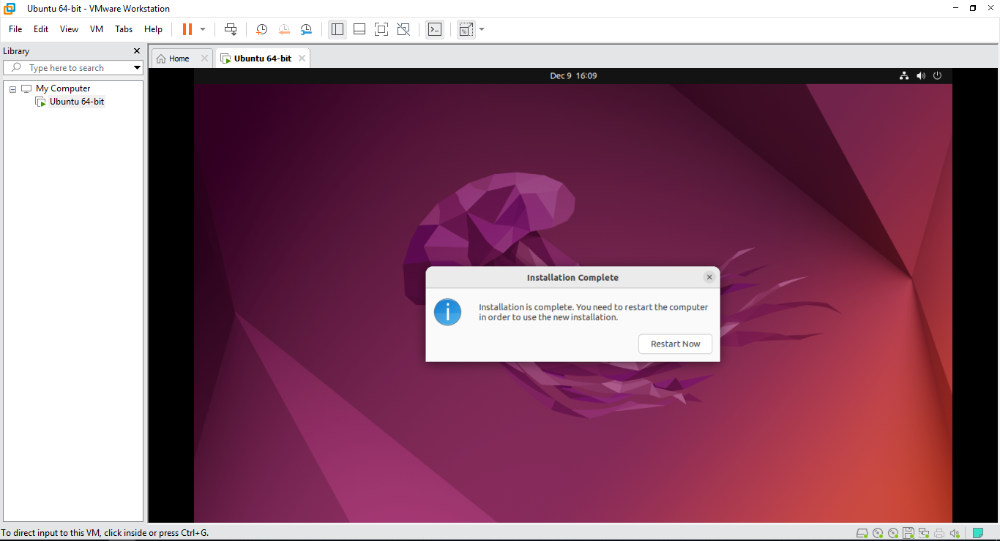 Ubuntu 64-bit - VMware Workstation
File Edit View VM Tabs Help
Library
Type here to search
My Computer
Ubuntu 64-bit
Home
Ubuntu 64-bit
Dec 9 16:09
Installation Complete
Installation is complete. You need to restart the computer
in order to use the new installation.
Restart Now
To direct input to this VM, click inside or press Ctrl+G.